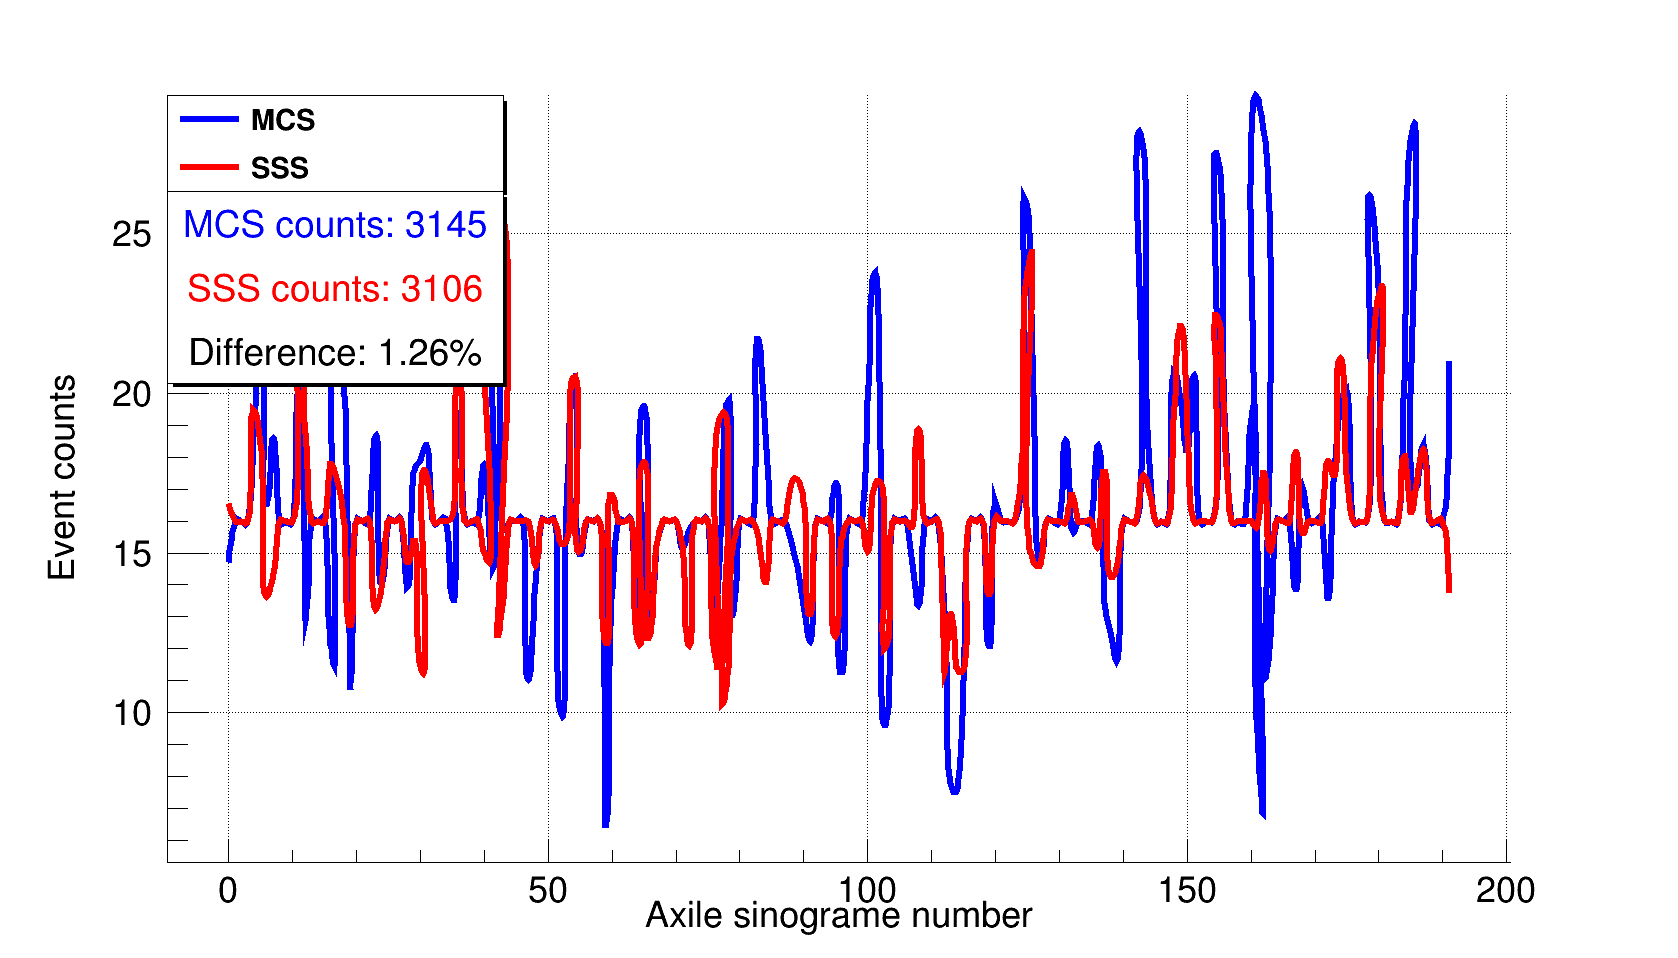 MCS
SSS
MCS counts: 3145
SSS counts: 3106
Difference: 1.26%
25
20
15
10
Event counts
0 50 100 150 200
Axile sinograme number